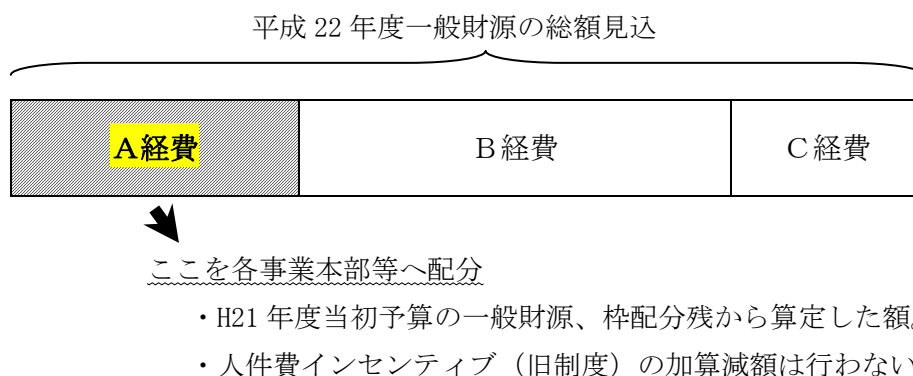 平成 22 年度一般財源の総額見込
A経費 B経費 C経費
ここを各事業本部等へ配分
・H21 年度当初予算の一般財源、枠配分残から算定した額。
・人件費インセンティブ（旧制度）の加算減額は行わない